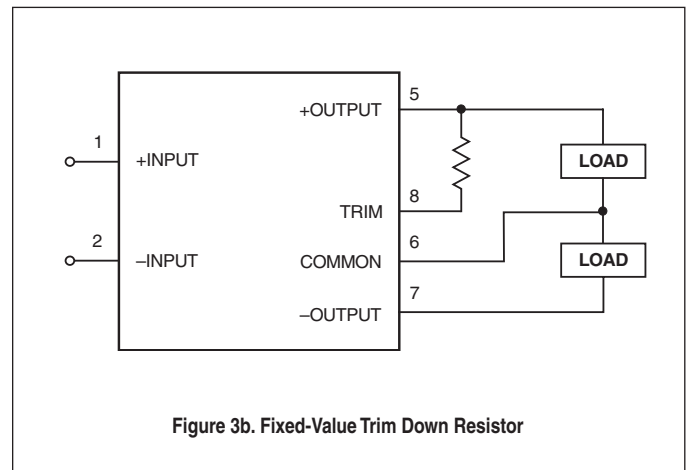 5
+OUTPUT
1
+INPUT
LOAD
8
TRIM
6
2
–INPUT
COMMON
LOAD
7
–OUTPUT
Figure 3b. Fixed-Value Trim Down Resistor